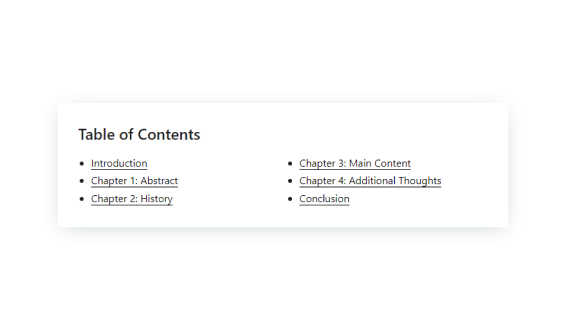 Table of Contents
Introduction
Chapter 1: Abstract
Chapter 2: History
Chapter 3: Main Content
Chapter 4: Additional Thoughts
Conclusion